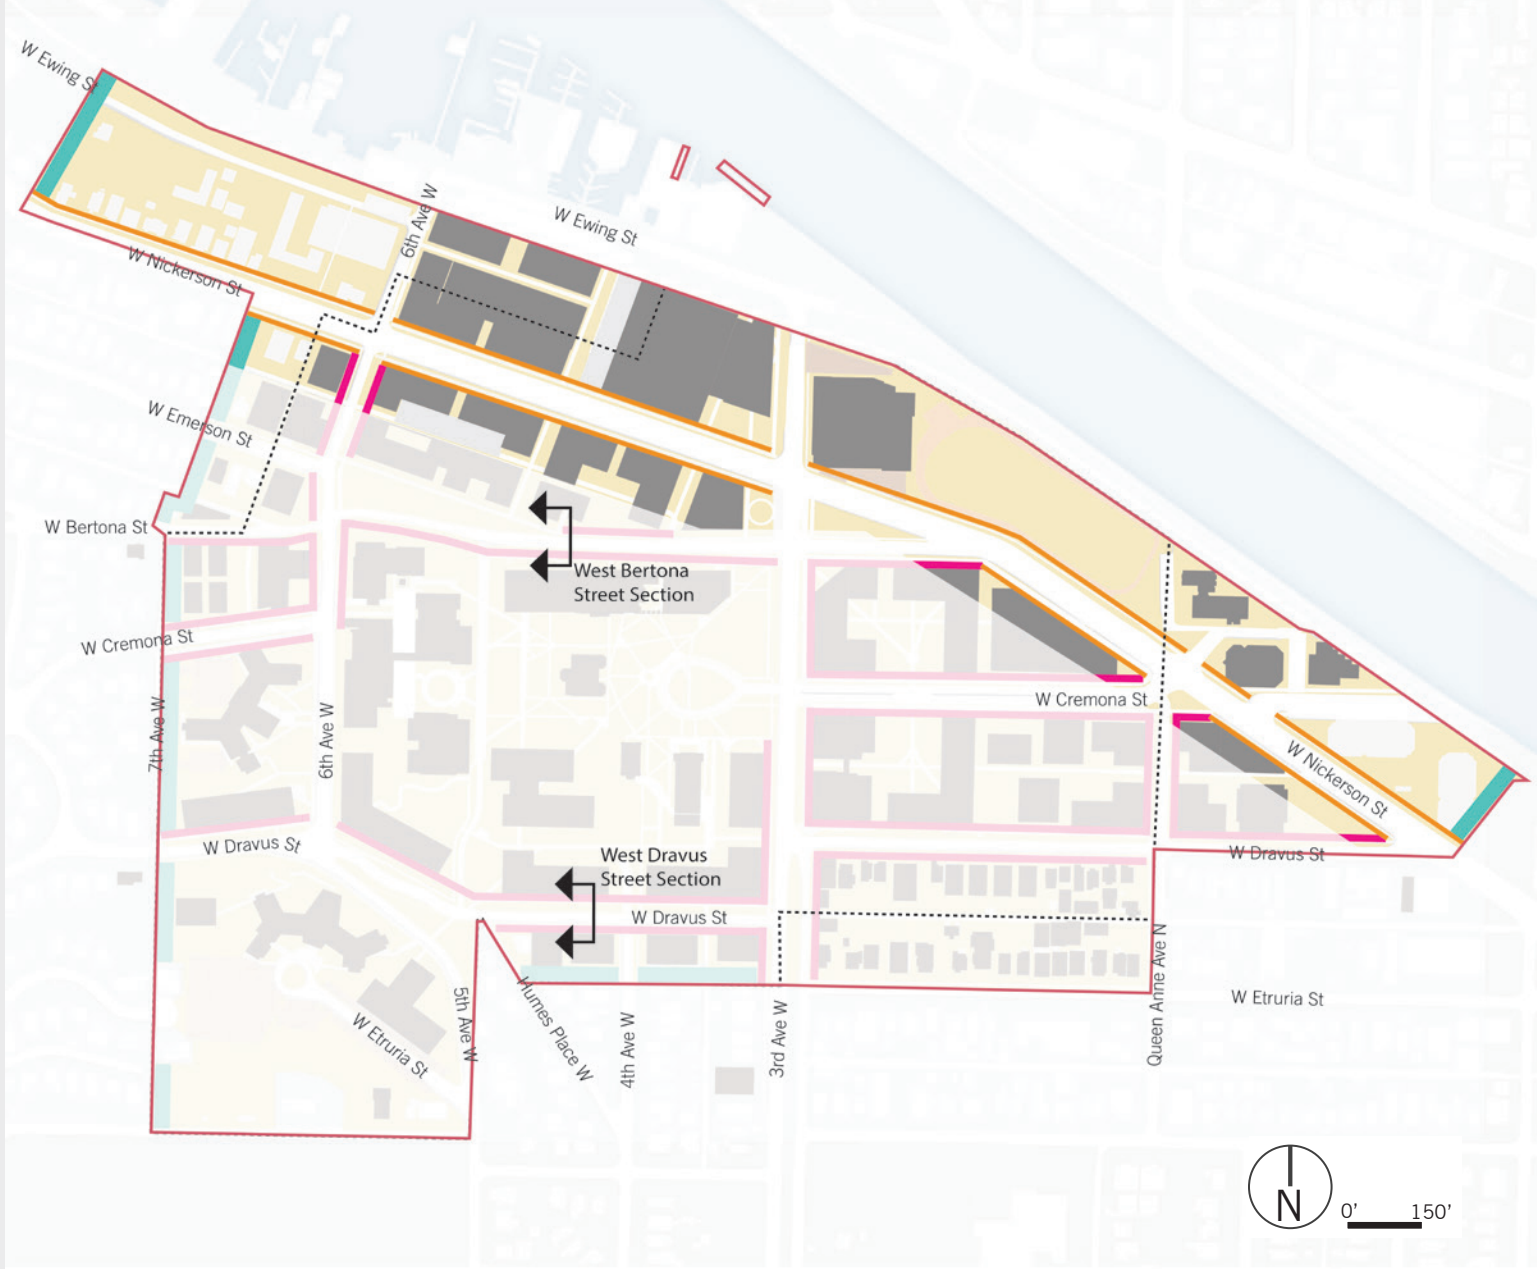 W Ewing St
6th Ave W
W Ewing St
W Nickerson St
W Emerson St
W Bertona St
West Bertona
Street Section
W Cremona St
W Cremona St
7th Ave W
6th Ave W
W Nickerson St
W Dravus St
West Dravus
Street Section
W Dravus St
W Dravus St
5th Ave W
W Etruria St
Humes Place W
4th Ave W
3rd Ave W
Queen Anne Ave N
W Etruria St
N
0’ 150’